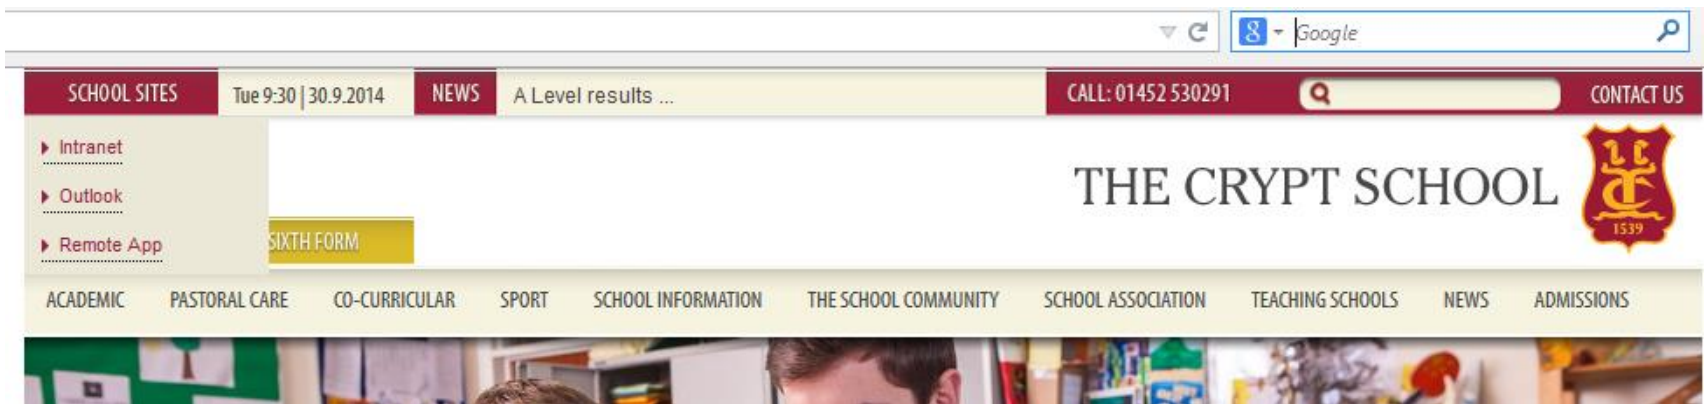 Google
SCHOOL SITES Tue 9:30 | 30.9.2014 NEWS A Level results ... CALL: 01452 530291 CONTACT US
Intranet
Outlook
Remote App
SIXTH FORM
THE CRYPT SCHOOL
1539
ACADEMIC PASTORAL CARE CO-CURRICULAR SPORT SCHOOL INFORMATION THE SCHOOL COMMUNITY SCHOOL ASSOCIATION TEACHING SCHOOLS NEWS ADMISSIONS